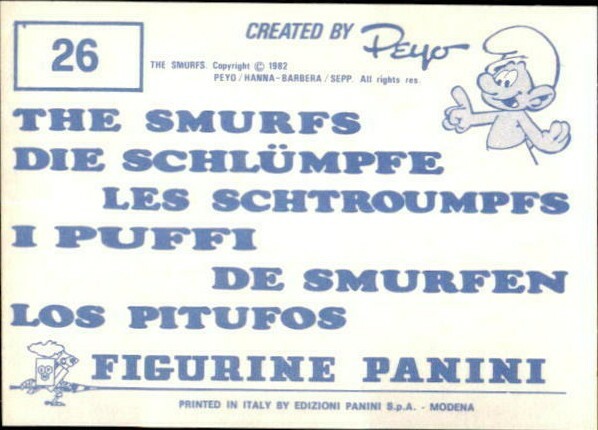 26
CREATED BY Peyo
THE SMURFS. Copyright © 1982
PEYO/HANNA-BARBERA/SEPP. All rights res.
THE SMURFS
DIE SCHLÜMPFE
LES SCHTROUMPFS
I PUFFI
DE SMURFEN
LOS PITUFOS
FIGURINE PANINI
PRINTED IN ITALY BY EDIZIONI PANINI S.p.A. - MODENA